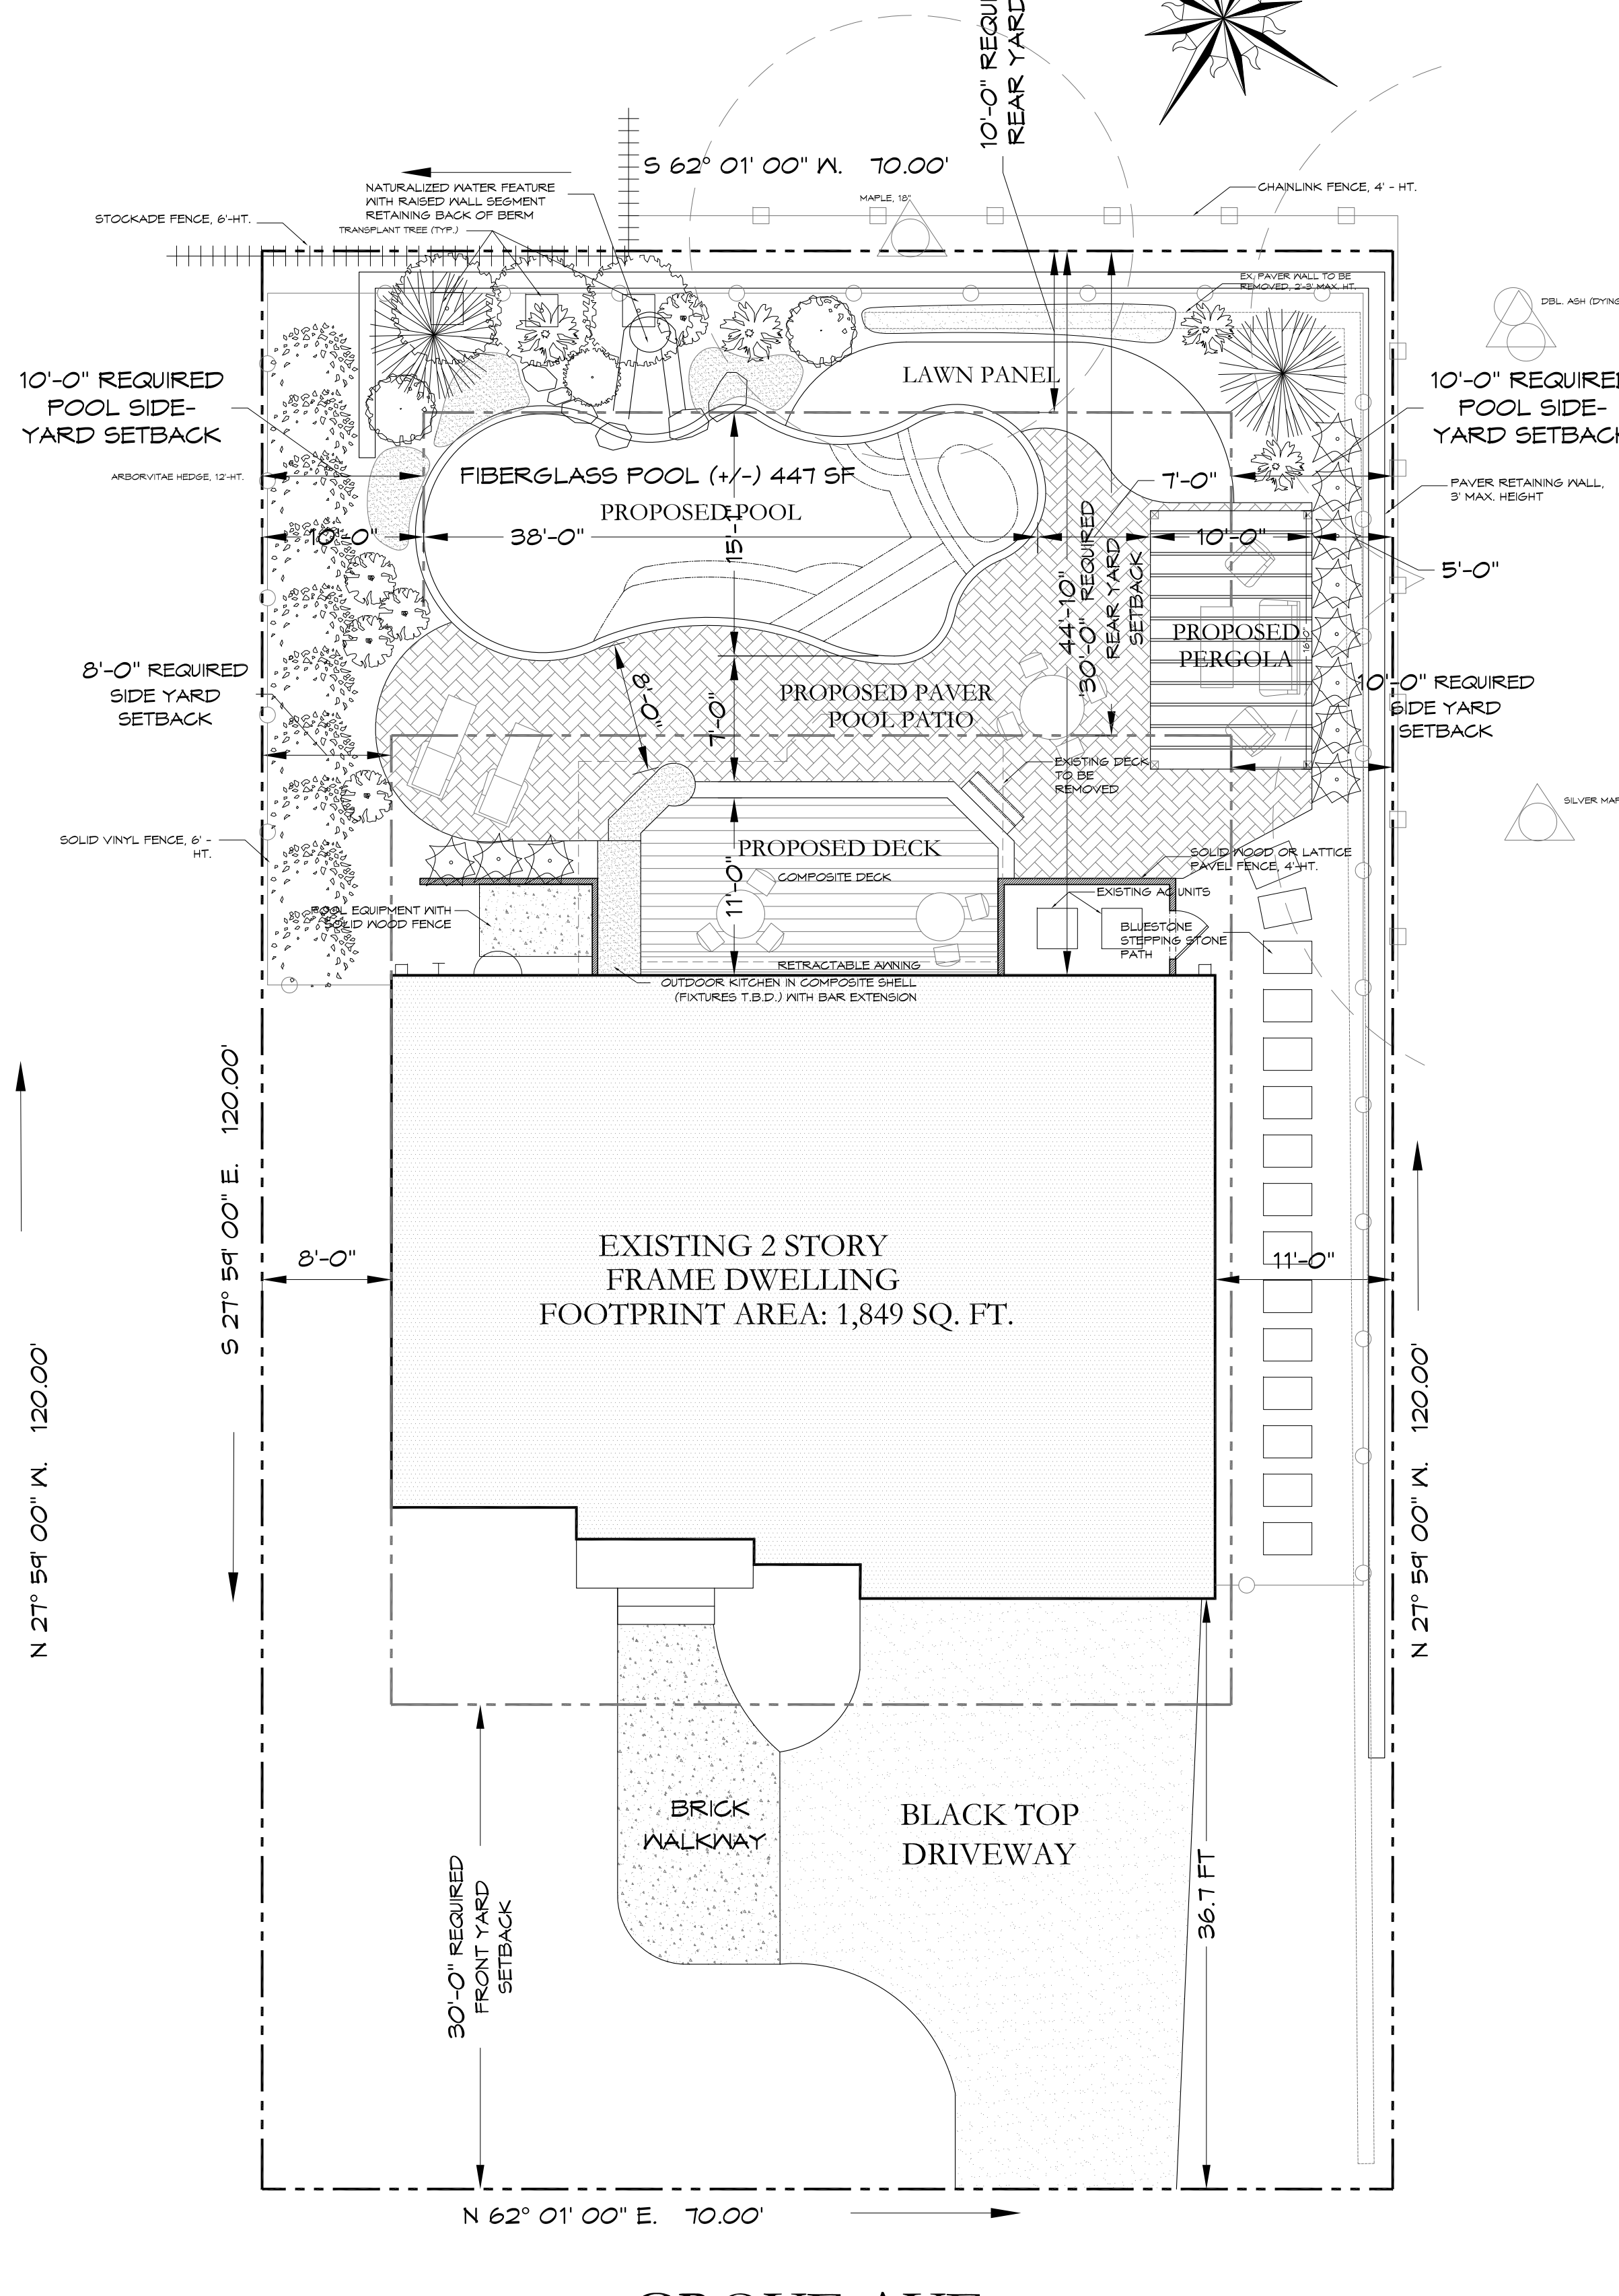 10'-0" REQUI
REAR YARD
S 62° 01' 00" W. 70.00'
NATURALIZED WATER FEATURE
WITH RAISED WALL SEGMENT
RETAINING BACK OF BERM
TRANSPLANT TREE (TYP.)
STOCKADE FENCE, 6'-HT.
MAPLE, 18"
CHAINLINK FENCE, 4' - HT.
EX. PAVER WALL TO BE
REMOVED, 2'-3' MAX. HT.
DBL. ASH (DYING
10'-0" REQUIRED
POOL SIDE-
YARD SETBACK
LAWN PANEL
10'-0" REQUIRED
POOL SIDE-
YARD SETBACK
ARBORVITAE HEDGE, 12'-HT.
FIBERGLASS POOL (+/-) 447 SF
PROPOSED POOL
7'-0"
PAVER RETAINING WALL,
3' MAX. HEIGHT
10'-0"
38'-0"
15'-1"
10'-0"
5'-0"
44'-10"
30'-0" REQUIRED
REAR YARD
SETBACK
PROPOSED
PERGOLA
16'-0"
8'-0" REQUIRED
SIDE YARD
SETBACK
8'-0"
7'-0"
PROPOSED PAVER
POOL PATIO
10'-0" REQUIRED
SIDE YARD
SETBACK
EXISTING DECK
TO BE
REMOVED
SILVER MAP
SOLID VINYL FENCE, 6' -
HT.
PROPOSED DECK
COMPOSITE DECK
11'-0"
SOLID WOOD OR LATTICE
PAVEL FENCE, 4'-HT.
EXISTING AC UNITS
POOL EQUIPMENT WITH
SOLID WOOD FENCE
BLUESTONE
STEPPING STONE
PATH
RETRACTABLE AWNING
OUTDOOR KITCHEN IN COMPOSITE SHELL
(FIXTURES T.B.D.) WITH BAR EXTENSION
S 27° 59' 00" E. 120.00'
8'-0"
EXISTING 2 STORY
FRAME DWELLING
FOOTPRINT AREA: 1,849 SQ. FT.
11'-0"
N 27° 59' 00" W. 120.00'
N 27° 59' 00" W. 120.00'
BRICK
WALKWAY
BLACK TOP
DRIVEWAY
30'-0" REQUIRED
FRONT YARD
SETBACK
36.7 FT
N 62° 01' 00" E. 70.00'